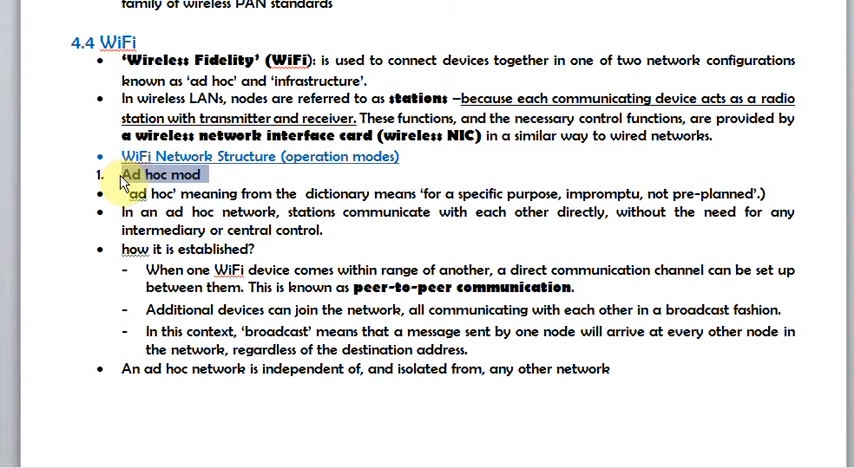 family of wireless PAN standards
4.4 WiFi
• ‘Wireless Fidelity’ (WiFi): is used to connect devices together in one of two network configurations
known as ‘ad hoc’ and ‘infrastructure’.
• In wireless LANs, nodes are referred to as stations –because each communicating device acts as a radio
station with transmitter and receiver. These functions, and the necessary control functions, are provided by
a wireless network interface card (wireless NIC) in a similar way to wired networks.
• WiFi Network Structure (operation modes)
1. Ad hoc mod
• ‘ad hoc’ meaning from the dictionary means ‘for a specific purpose, impromptu, not pre-planned’.)
• In an ad hoc network, stations communicate with each other directly, without the need for any
intermediary or central control.
• how it is established?
- When one WiFi device comes within range of another, a direct communication channel can be set up
between them. This is known as peer-to-peer communication.
- Additional devices can join the network, all communicating with each other in a broadcast fashion.
- In this context, ‘broadcast’ means that a message sent by one node will arrive at every other node in
the network, regardless of the destination address.
• An ad hoc network is independent of, and isolated from, any other network